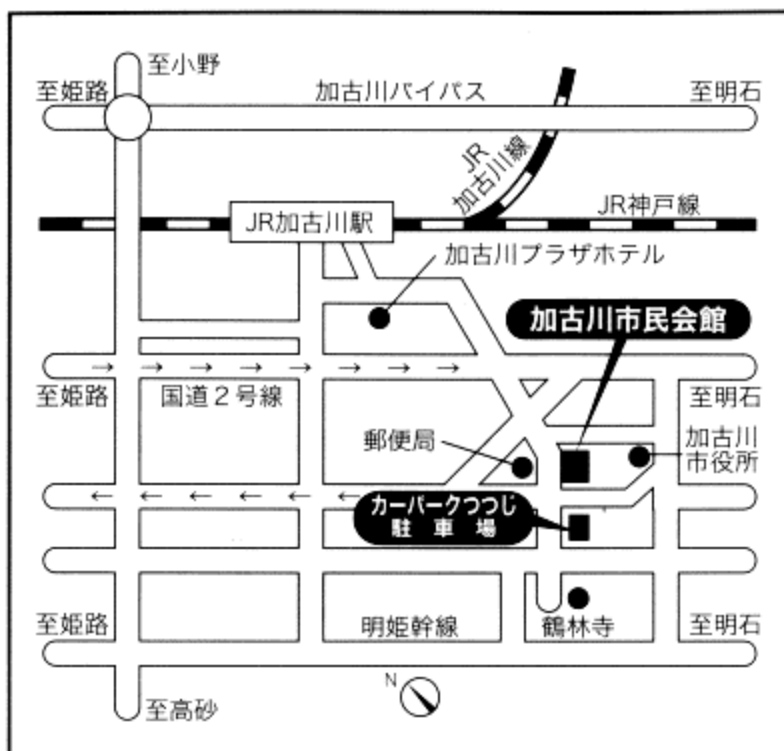 至小野
至姫路
加古川バイパス
至明石
JR
加古川線
JR神戸線
JR加古川駅
加古川プラザホテル
加古川市民会館
至姫路
国道2号線
至明石
郵便局
加古川
市役所
カーパークつつじ
駐車場
至姫路
明姫幹線
鶴林寺
至明石
N
至高砂